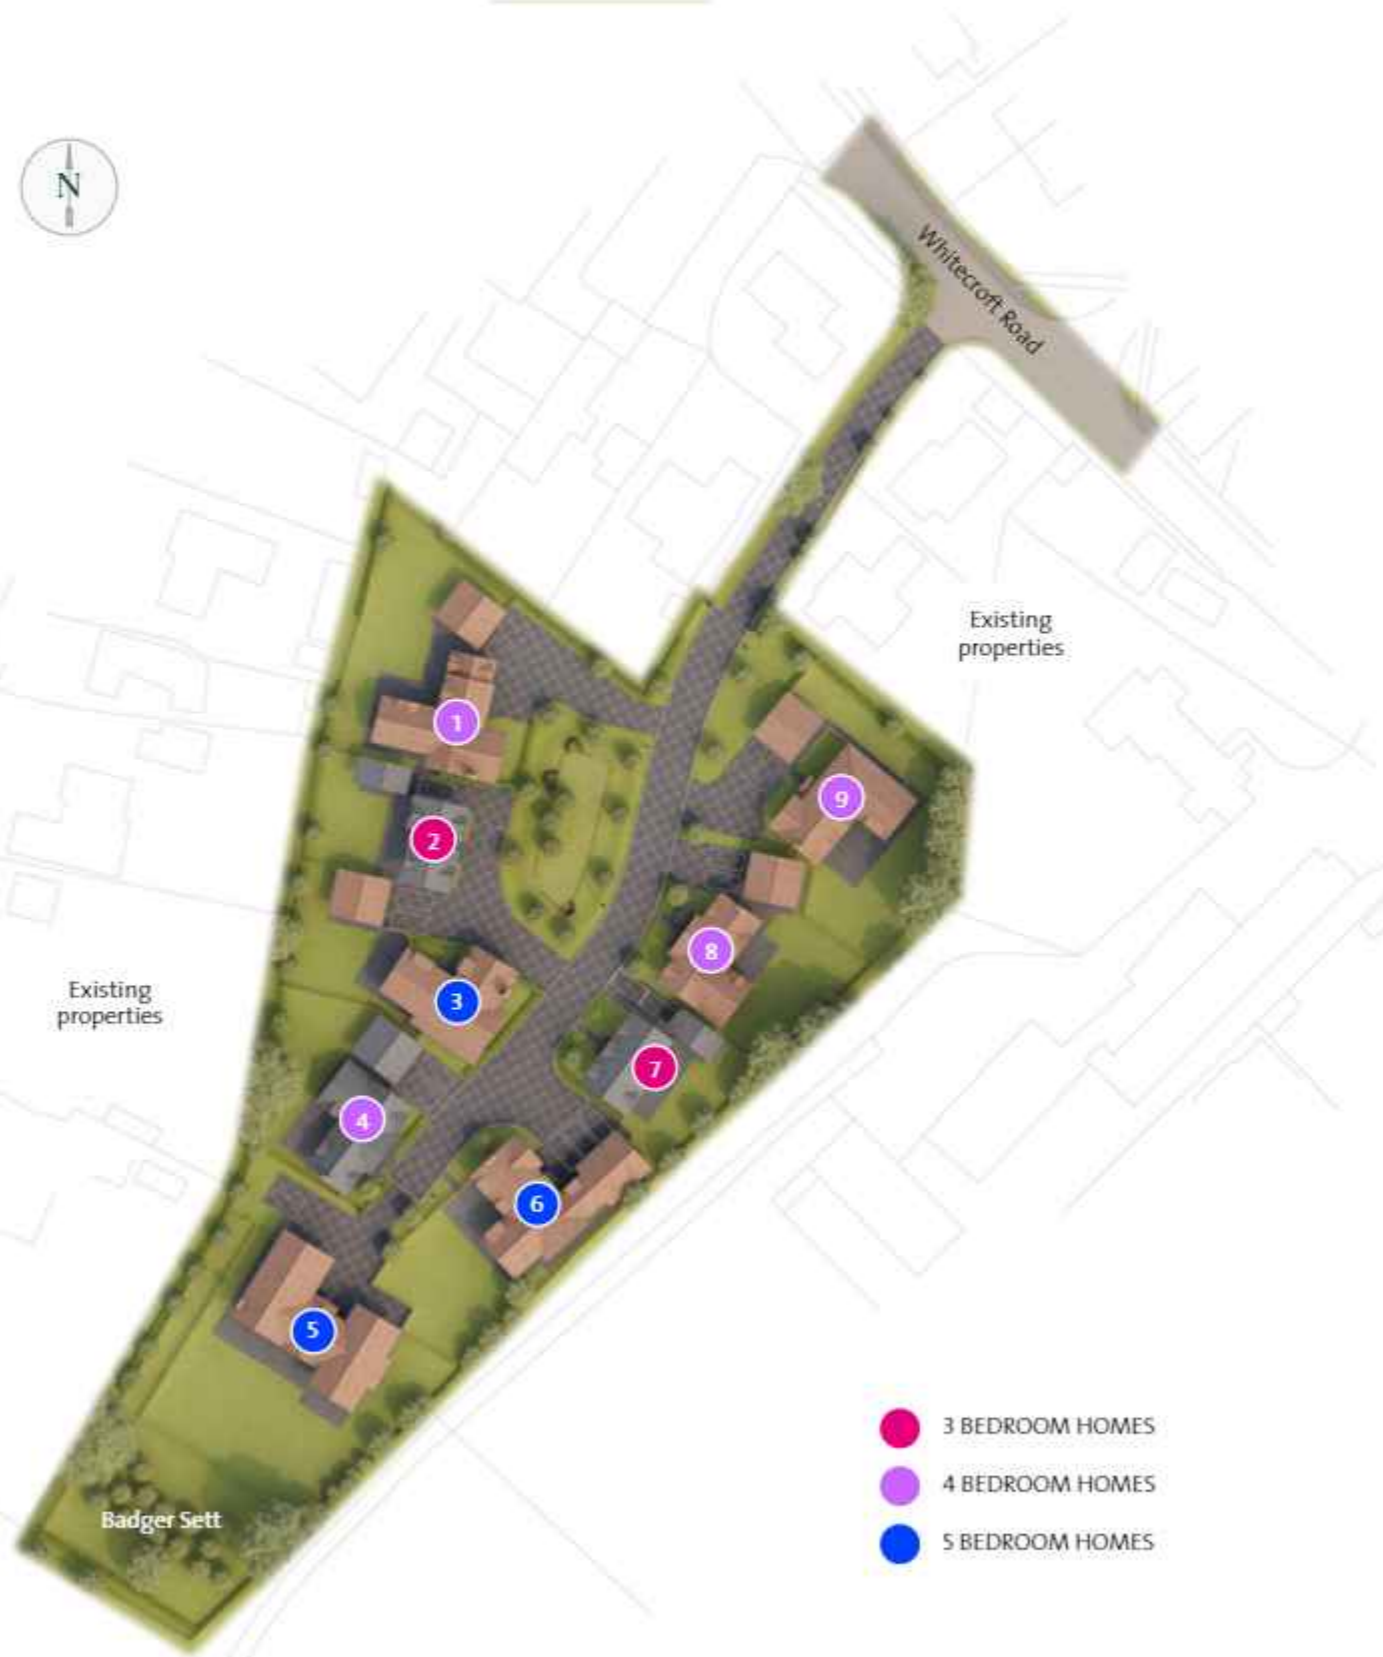 N
Whitecroft Road
Existing
properties
1
9
2
8
3
Existing
properties
7
4
6
5
3 BEDROOM HOMES
4 BEDROOM HOMES
Badger Sett
5 BEDROOM HOMES